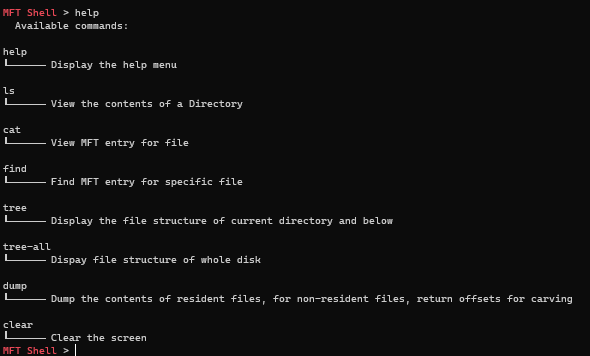 MFT Shell > help
Available commands:
help
Display the help menu
ls
View the contents of a Directory
cat
View MFT entry for file
find
Find MFT entry for specific file
tree
Display the file structure of current directory and below
tree-all
Dispay file structure of whole disk
dump
Dump the contents of resident files, for non-resident files, return offsets for carving
clear
Clear the screen
MFT Shell >